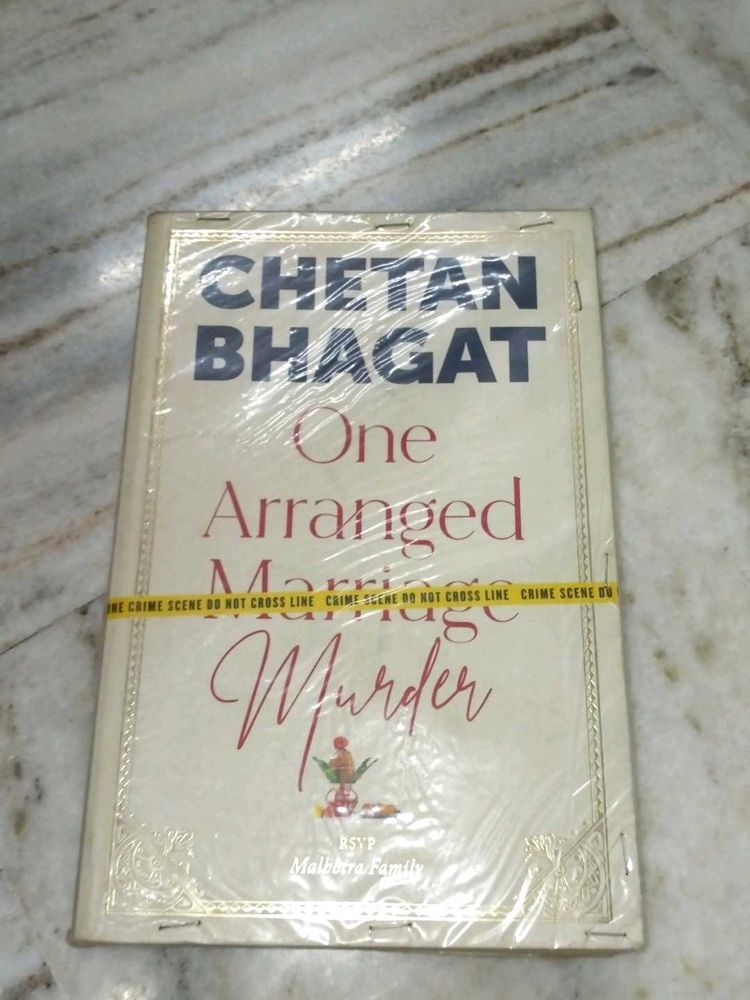 CHETAN
BHAGAT
One
Arranged
Marriage
INE CRIME SCENE DO NOT CROSS LINE CRIME SCENE DO NOT CROSS LINE CRIME SCENE DO
Murder
RSVP
Malhotra Family